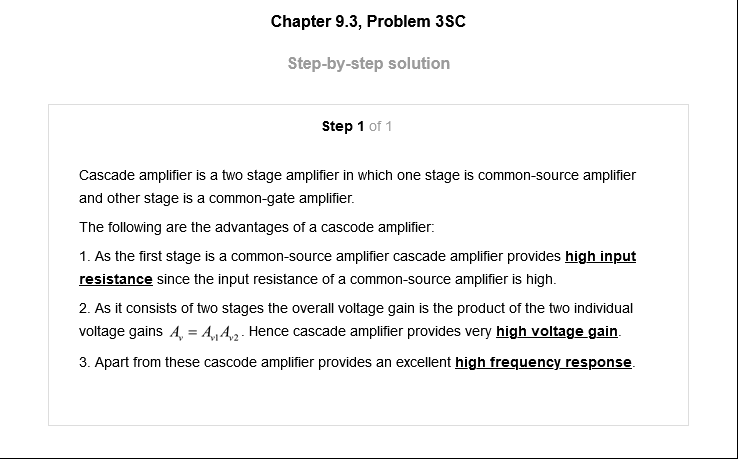 Chapter 9.3, Problem 3SC
Step-by-step solution
Step 1 of 1
Cascade amplifier is a two stage amplifier in which one stage is common-source amplifier
and other stage is a common-gate amplifier.
The following are the advantages of a cascode amplifier:
1. As the first stage is a common-source amplifier cascade amplifier provides high input
resistance since the input resistance of a common-source amplifier is high.
2. As it consists of two stages the overall voltage gain is the product of the two individual
voltage gains A_v = A_{v1} A_{v2}. Hence cascade amplifier provides very high voltage gain.
3. Apart from these cascode amplifier provides an excellent high frequency response.